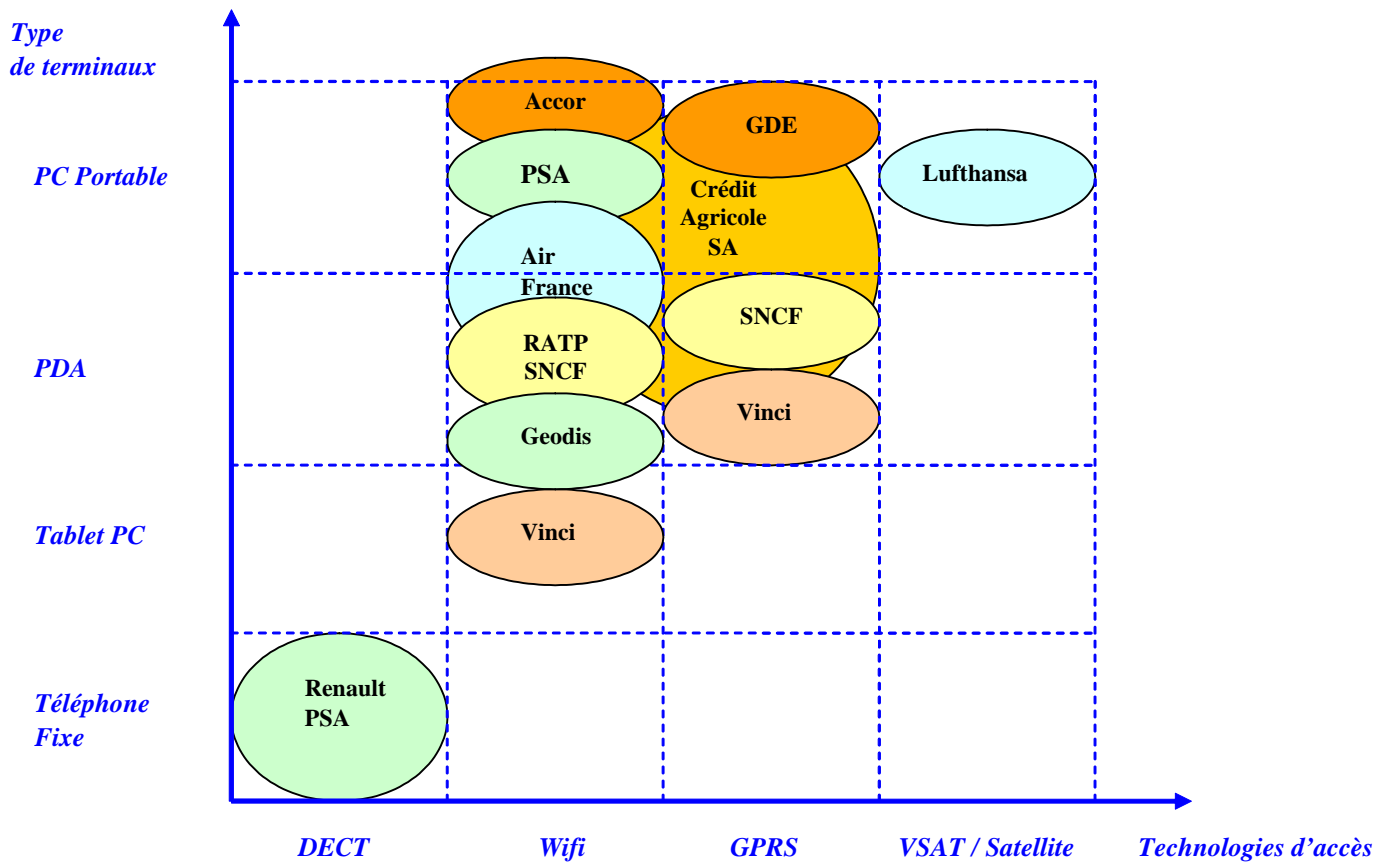 Type
de terminaux
Accor
GDE
PC Portable
PSA
Lufthansa
Crédit
Agricole
SA
Air
France
SNCF
PDA
RATP
SNCF
Vinci
Geodis
Tablet PC
Vinci
Téléphone
Fixe
Renault
PSA
DECT
Wifi
GPRS
VSAT / Satellite
Technologies d’accès